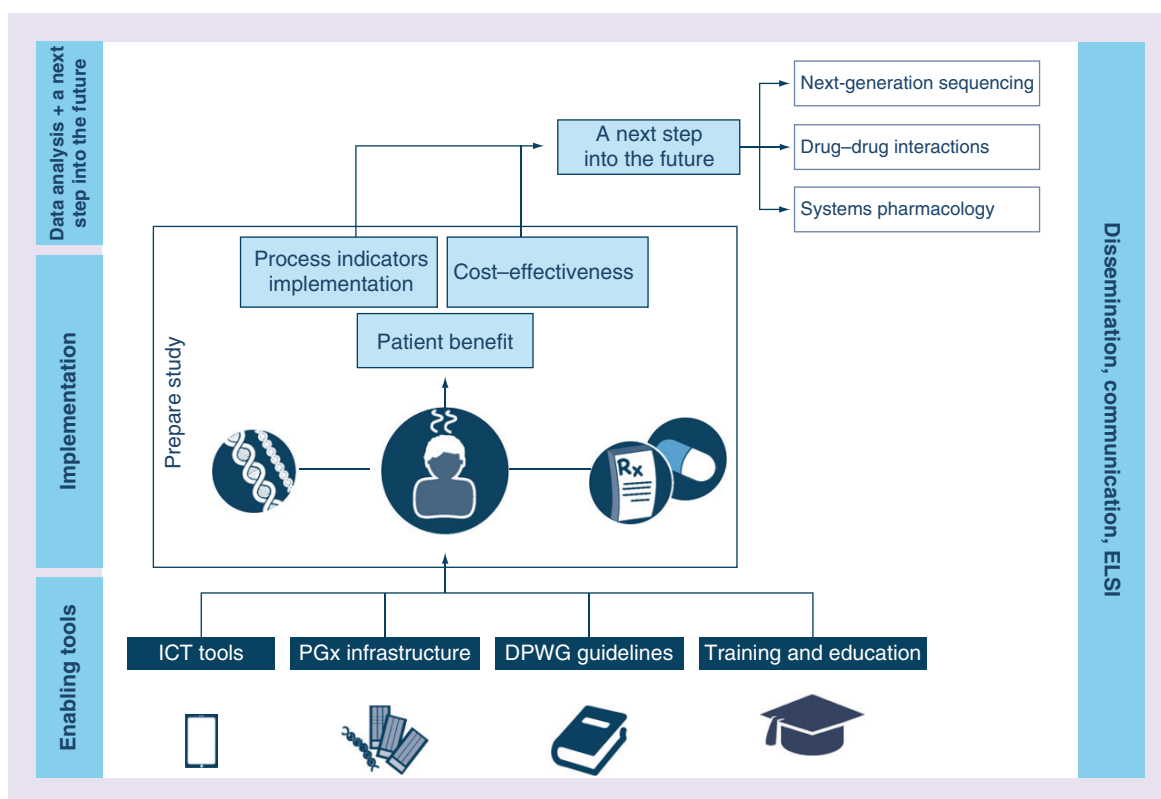 Data analysis + a next
step into the future
Next-generation sequencing
A next step
into the future
Drug–drug interactions
Systems pharmacology
Process indicators
implementation
Cost–effectiveness
Patient benefit
Implementation
Prepare study
Rx
Dissemination, communication, ELSI
Enabling tools
ICT tools
PGx infrastructure
DPWG guidelines
Training and education